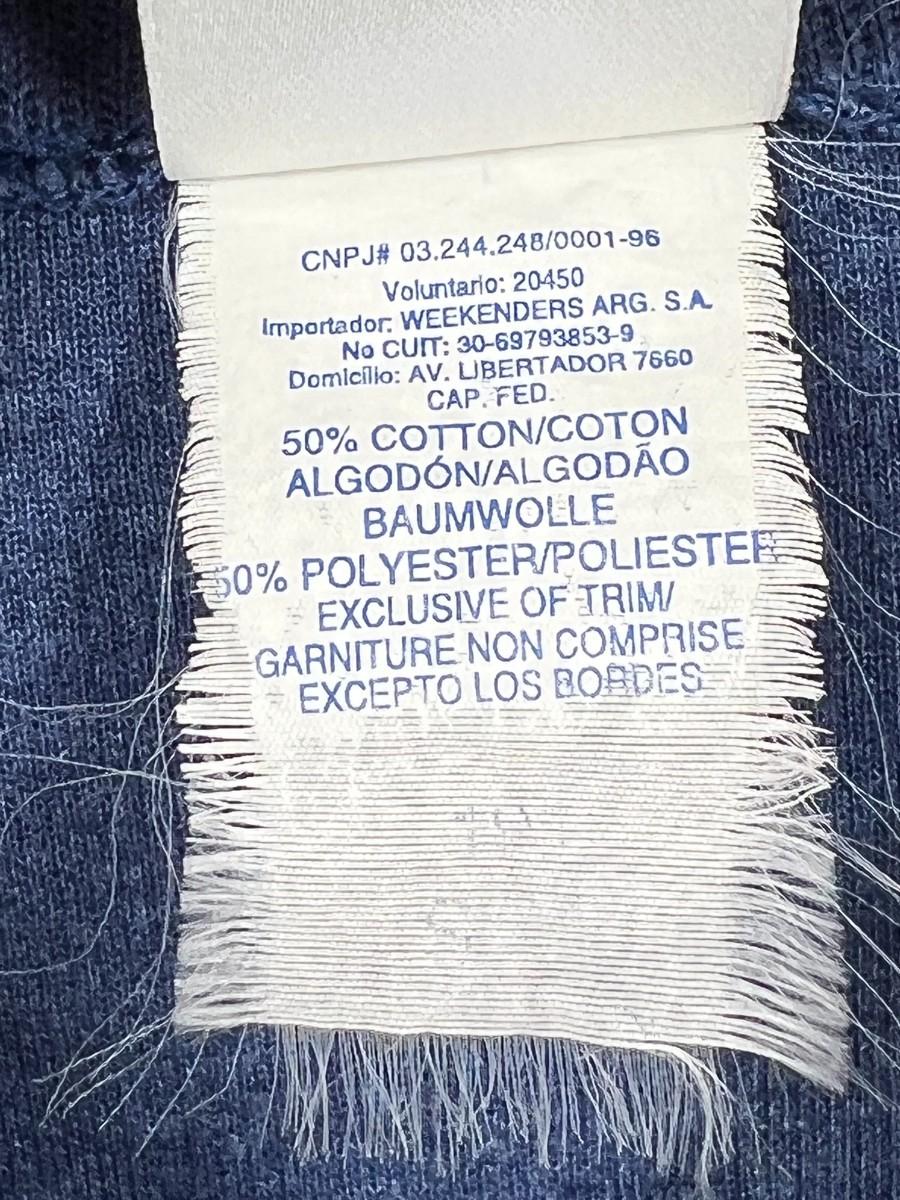 CNPJ# 03.244.248/0001-96
Voluntario: 20450
Importador: WEEKENDERS ARG. S.A.
No CUIT: 30-69793853-9
Domicilio: AV. LIBERTADOR 7660
CAP. FED.
50% COTTON/COTON
ALGODÓN/ALGODÃO
BAUMWOLLE
50% POLYESTER/POLIESTER
EXCLUSIVE OF TRIM/
GARNITURE NON COMPRISE
EXCEPTO LOS BORDES